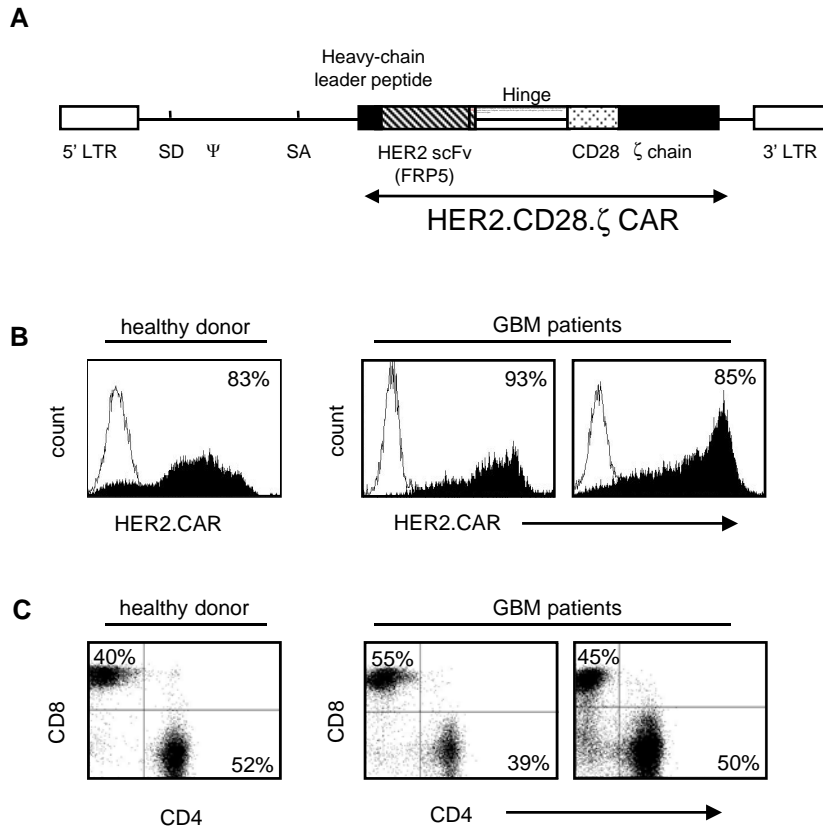 A
Heavy-chain
leader peptide
Hinge
5' LTR SD Ψ SA HER2 scFv CD28 ζ chain 3' LTR
(FRP5)
HER2.CD28.ζ CAR
B
healthy donor GBM patients
83% 93% 85%
count count
HER2.CAR HER2.CAR
C
healthy donor GBM patients
40% 55% 45%
CD8 CD8
52% 39% 50%
CD4 CD4